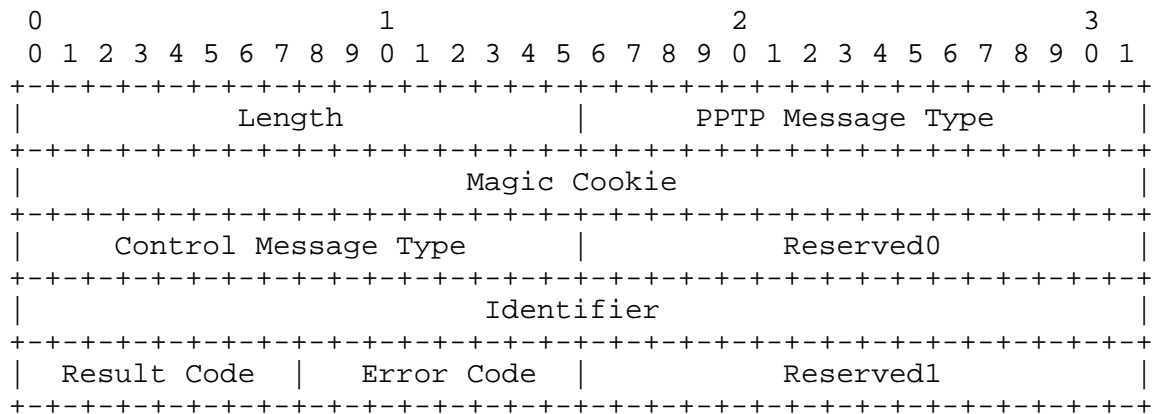 0                   1                   2                   3
 0 1 2 3 4 5 6 7 8 9 0 1 2 3 4 5 6 7 8 9 0 1 2 3 4 5 6 7 8 9 0 1
+-+-+-+-+-+-+-+-+-+-+-+-+-+-+-+-+-+-+-+-+-+-+-+-+-+-+-+-+-+-+-+-+
|            Length             |      PPTP Message Type        |
+-+-+-+-+-+-+-+-+-+-+-+-+-+-+-+-+-+-+-+-+-+-+-+-+-+-+-+-+-+-+-+-+
|                         Magic Cookie                          |
+-+-+-+-+-+-+-+-+-+-+-+-+-+-+-+-+-+-+-+-+-+-+-+-+-+-+-+-+-+-+-+-+
|     Control Message Type      |           Reserved0           |
+-+-+-+-+-+-+-+-+-+-+-+-+-+-+-+-+-+-+-+-+-+-+-+-+-+-+-+-+-+-+-+-+
|                          Identifier                           |
+-+-+-+-+-+-+-+-+-+-+-+-+-+-+-+-+-+-+-+-+-+-+-+-+-+-+-+-+-+-+-+-+
|  Result Code  |  Error Code   |           Reserved1           |
+-+-+-+-+-+-+-+-+-+-+-+-+-+-+-+-+-+-+-+-+-+-+-+-+-+-+-+-+-+-+-+-+